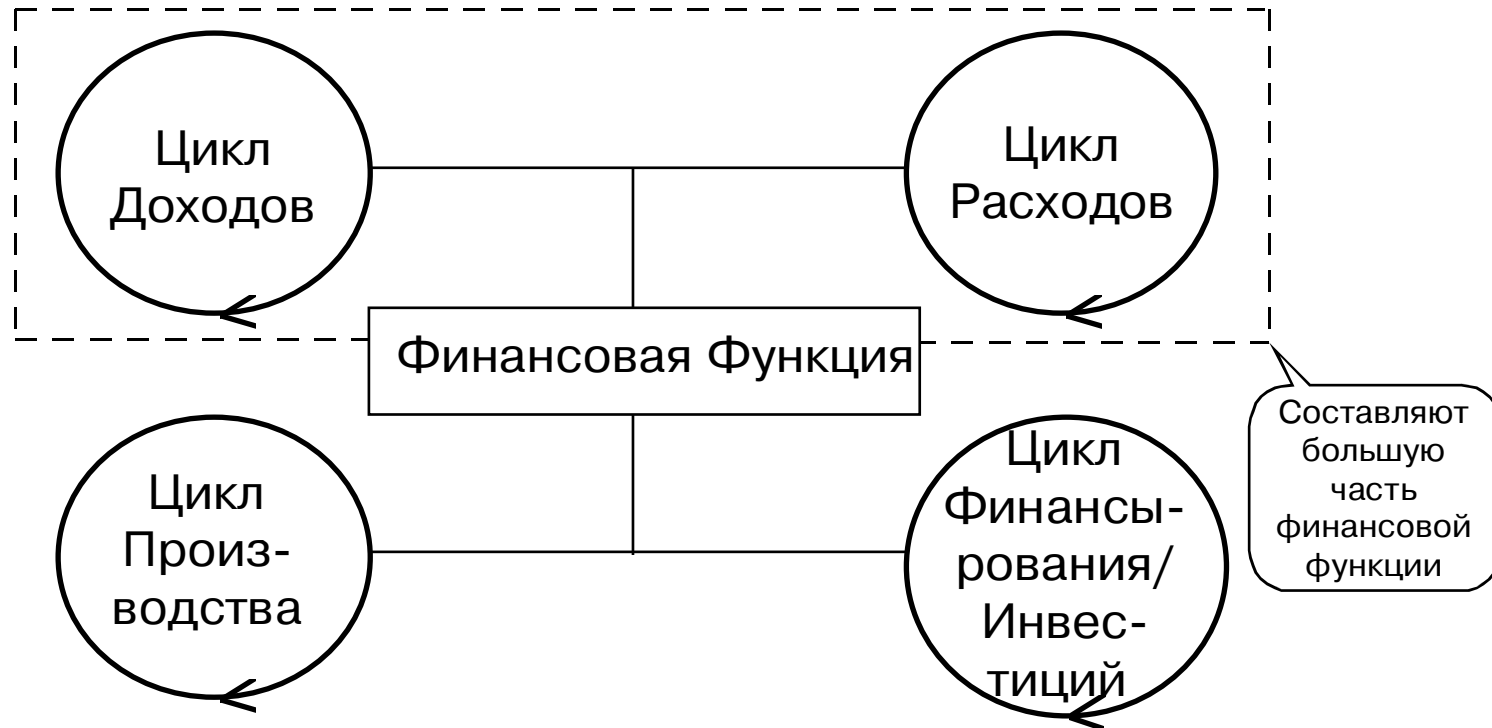 Цикл
Доходов
Цикл
Расходов
Финансовая Функция
Цикл
Произ-
водства
Цикл
Финансы-
рования/
Инвес-
тиций
Составляют
большую
часть
финансовой
функции